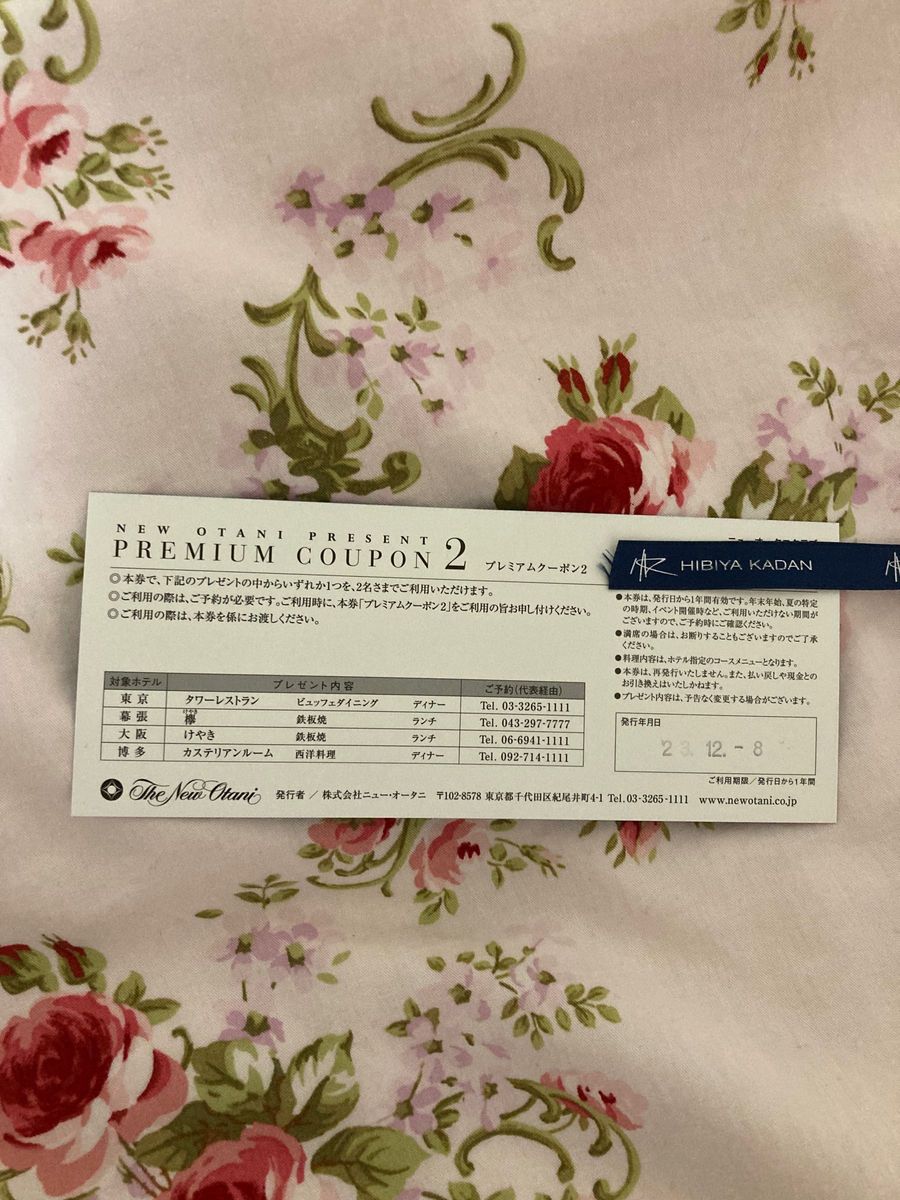 NEW OTANI PRESENT
PREMIUM COUPON 2 プレミアムクーポン2
◎本券で、下記のプレゼントの中からいずれか1つを、2名さまでご利用いただけます。
◎ご利用の際は、ご予約が必要です。ご利用時に、本券「プレミアムクーポン2」をご利用の旨お申し付けください。
◎ご利用の際は、本券を係にお渡しください。
対象ホテル プレゼント内容 ご予約(代表経由)
東京 タワーレストラン ビュッフェダイニング ディナー Tel. 03-3265-1111
幕張 欅 けやき 鉄板焼 ランチ Tel. 043-297-7777
大阪 けやき 鉄板焼 ランチ Tel. 06-6941-1111
博多 カステリアンルーム 西洋料理 ディナー Tel. 092-714-1111
The New Otani 発行者/株式会社ニュー・オータニ 〒102-8578 東京都千代田区紀尾井町4-1 Tel. 03-3265-1111 www.newotani.co.jp
HIBIYA KADAN
●本券は、発行日から1年間有効です。年末年始、夏の特定
の時期、イベント開催時など、ご利用いただけない期間が
ございますので、ご予約時にご確認ください。
●満席の場合は、お断りすることもございますのでご了承
ください。
●料理内容は、ホテル指定のコースメニューとなります。
●本券は、再発行いたしません。また、払い戻しや現金との
お引き換えはいたしかねます。
●プレゼント内容は、予告なく変更する場合がございます。
発行年月日
23.12.-8
ご利用期限/発行日から1年間